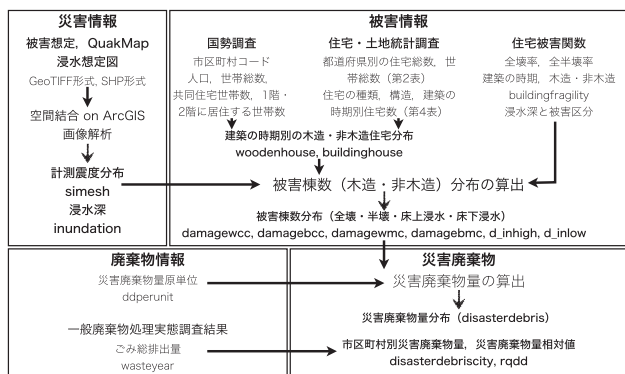 災害情報
被害想定，QuakMap
浸水想定図
GeoTIFF形式，SHP形式
空間結合 on ArcGIS
画像解析
計測震度分布
simesh
浸水深
inundation
被害情報
国勢調査
市区町村コード
人口，世帯総数，
共同住宅世帯数，1階・
2階に居住する世帯数
住宅・土地統計調査
都道府県別の住宅総数，世
帯総数（第2表）
住宅の種類，構造，建築の
時期別住宅数（第4表）
住宅被害関数
全壊率，全半壊率
建築の時期，木造・非木造
buildingfragility
浸水深と被害区分
建築の時期別の木造・非木造住宅分布
woodenhouse, buildinghouse
被害棟数（木造・非木造）分布の算出
被害棟数分布（全壊・半壊・床上浸水・床下浸水）
damagewcc, damagebcc, damagewmc, damagebmc, d_inhigh, d_inlow
廃棄物情報
災害廃棄物量原単位
ddperunit
一般廃棄物処理実態調査結果
ごみ総排出量
wasteyear
災害廃棄物
災害廃棄物量の算出
災害廃棄物量分布（disasterdebris）
市区町村別災害廃棄物量，災害廃棄物量相対値
disasterdebriscity, rqdd